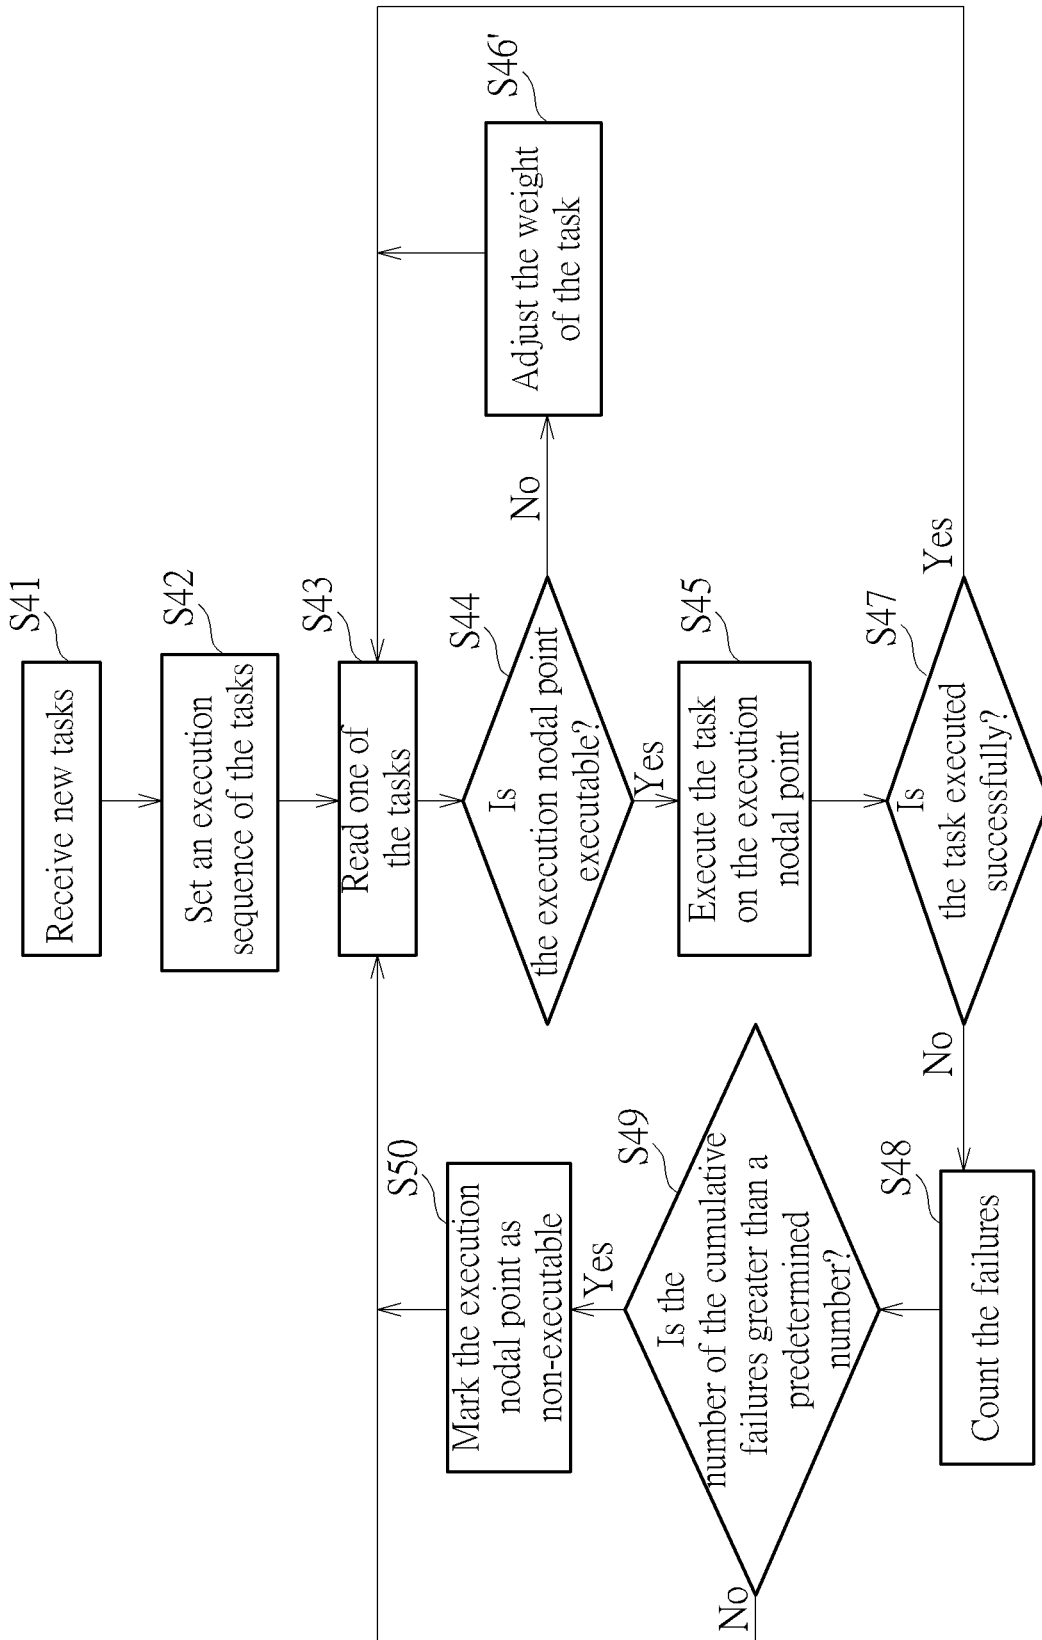 S41
Receive new tasks
S42
Set an execution
sequence of the tasks
S43
Read one of
the tasks
S44
Is
the execution nodal point
executable?
No
S46'
Adjust the weight
of the task
Yes
S45
Execute the task
on the execution
nodal point
S47
Is
the task executed
successfully?
Yes
No
S48
Count the failures
S49
Is the
number of the cumulative
failures greater than a
predetermined
number?
No
Yes
S50
Mark the execution
nodal point as
non-executable